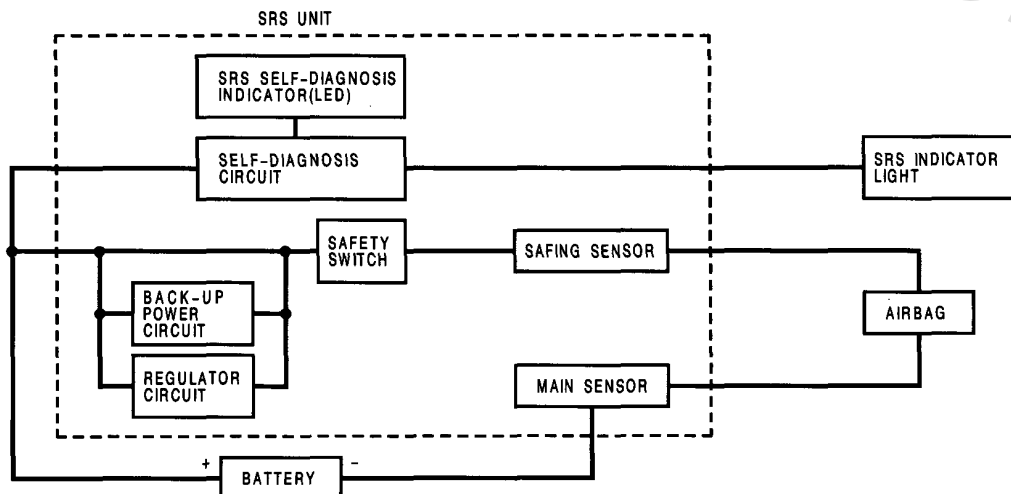 SRS UNIT
SRS SELF-DIAGNOSIS
INDICATOR(LED)
SELF-DIAGNOSIS
CIRCUIT
SRS INDICATOR
LIGHT
SAFETY
SWITCH
SAFING SENSOR
BACK-UP
POWER
CIRCUIT
AIRBAG
REGULATOR
CIRCUIT
MAIN SENSOR
+ BATTERY -